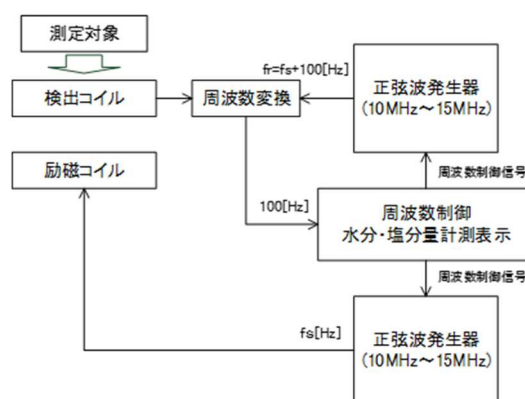 測定対象
検出コイル
周波数変換
fr=fs+100[Hz]
正弦波発生器
(10MHz～15MHz)
励磁コイル
周波数制御信号
100[Hz]
周波数制御
水分・塩分量計測表示
周波数制御信号
fs[Hz]
正弦波発生器
(10MHz～15MHz)